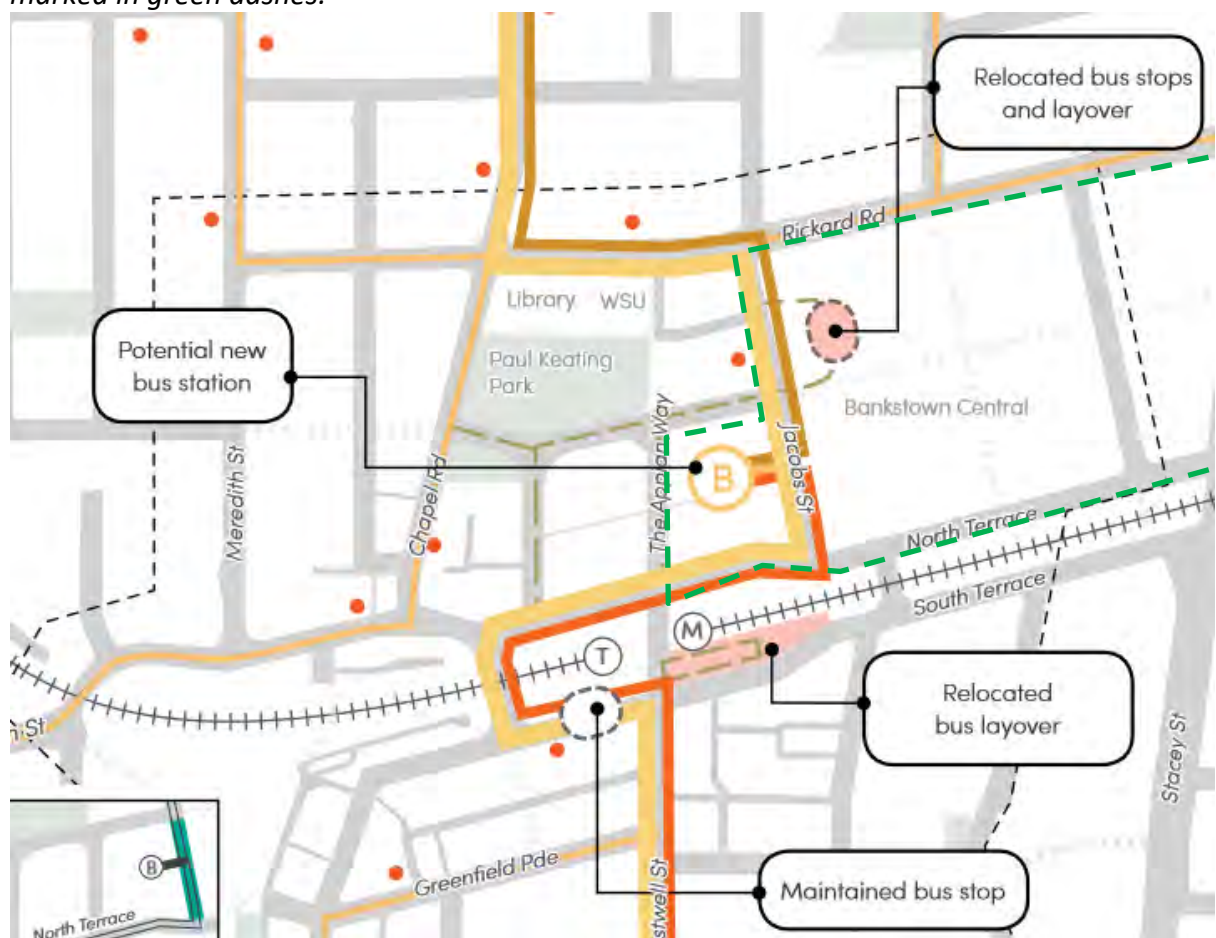 marked in green dashes.
Relocated bus stops
and layover
Rickard Rd
Library WSU
Potential new
bus station
Paul Keating
Park
Bankstown Central
The Appian Way
Jacobs St
B
Meredith St
Chapel Rd
North Terrace
South Terrace
M
T
Relocated
bus layover
St
Stacey St
B
Greenfield Pde
Maintained bus stop
stwell St
North Terrace